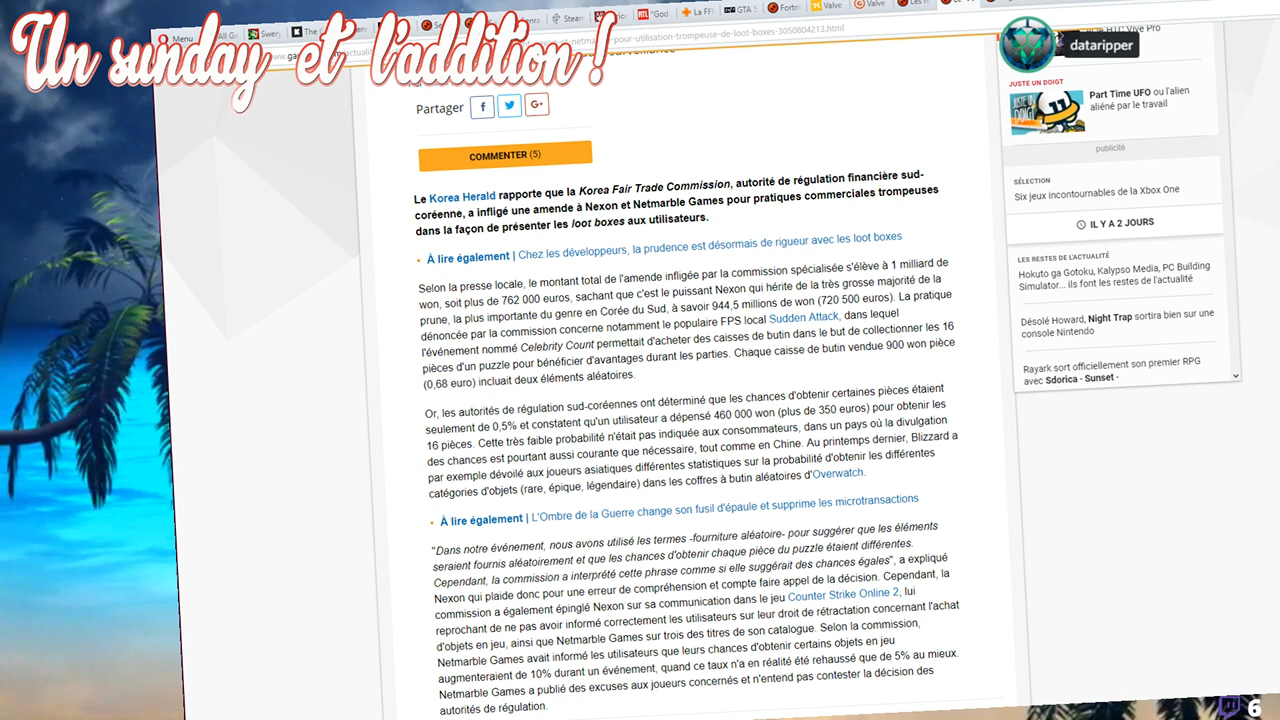 Un sunday et l'addition !
dataripper
Menu
Steam
RTL "God
La FF
GTA S
Fortn
Valve
Valve
et-netmarble-pour-utilisation-trompeuse-de-loot-boxes-3050804213.html
Partager
COMMENTER (5)
Le Korea Herald rapporte que la Korea Fair Trade Commission, autorité de régulation financière sud-
coréenne, a infligé une amende à Nexon et Netmarble Games pour pratiques commerciales trompeuses
dans la façon de présenter les loot boxes aux utilisateurs.
À lire également | Chez les développeurs, la prudence est désormais de rigueur avec les loot boxes
Selon la presse locale, le montant total de l'amende infligée par la commission spécialisée s'élève à 1 milliard de
won, soit plus de 762 000 euros, sachant que c'est le puissant Nexon qui hérite de la très grosse majorité de la
prune, la plus importante du genre en Corée du Sud, à savoir 944,5 millions de won (720 500 euros). La pratique
dénoncée par la commission concerne notamment le populaire FPS local Sudden Attack, dans lequel
l'événement nommé Celebrity Count permettait d'acheter des caisses de butin dans le but de collectionner les 16
pièces d'un puzzle pour bénéficier d'avantages durant les parties. Chaque caisse de butin vendue 900 won pièce
(0,68 euro) incluait deux éléments aléatoires.
Or, les autorités de régulation sud-coréennes ont déterminé que les chances d'obtenir certaines pièces étaient
seulement de 0,5% et constatent qu'un utilisateur a dépensé 460 000 won (plus de 350 euros) pour obtenir les
16 pièces. Cette très faible probabilité n'était pas indiquée aux consommateurs, dans un pays où la divulgation
des chances est pourtant aussi courante que nécessaire, tout comme en Chine. Au printemps dernier, Blizzard a
par exemple dévoilé aux joueurs asiatiques différentes statistiques sur la probabilité d'obtenir les différentes
catégories d'objets (rare, épique, légendaire) dans les coffres à butin aléatoires d'Overwatch.
À lire également | L'Ombre de la Guerre change son fusil d'épaule et supprime les microtransactions
"Dans notre événement, nous avons utilisé les termes -fourniture aléatoire- pour suggérer que les éléments
seraient fournis aléatoirement et que les chances d'obtenir chaque pièce du puzzle étaient différentes.
Cependant, la commission a interprété cette phrase comme si elle suggérait des chances égales", a expliqué
Nexon qui plaide donc pour une erreur de compréhension et compte faire appel de la décision. Cependant, la
commission a également épinglé Nexon sur sa communication dans le jeu Counter Strike Online 2, lui
reprochant de ne pas avoir informé correctement les utilisateurs sur leur droit de rétractation concernant l'achat
d'objets en jeu, ainsi que Netmarble Games sur trois des titres de son catalogue. Selon la commission,
Netmarble Games avait informé les utilisateurs que leurs chances d'obtenir certains objets en jeu
augmenteraient de 10% durant un événement, quand ce taux n'a en réalité été rehaussé que de 5% au mieux.
Netmarble Games a publié des excuses aux joueurs concernés et n'entend pas contester la décision des
autorités de régulation.
HTC Vive Pro
JUSTE UN DOIGT
JUSTE UN DOIGT
Part Time UFO ou l'alien
aliéné par le travail
publicité
SÉLECTION
Six jeux incontournables de la Xbox One
IL Y A 2 JOURS
LES RESTES DE L'ACTUALITÉ
Hokuto ga Gotoku, Kalypso Media, PC Building
Simulator... ils font les restes de l'actualité
Désolé Howard, Night Trap sortira bien sur une
console Nintendo
Rayark sort officiellement son premier RPG
avec Sdorica - Sunset -
6